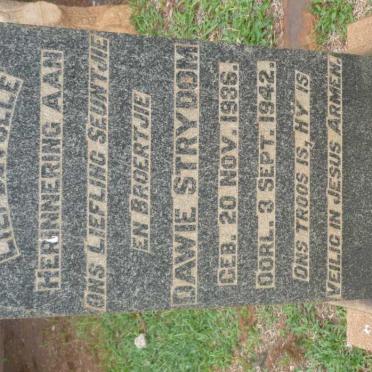 HERINNERING AAN
ONS LIEFLING SEUNTJIE
EN BROERTJIE
DAWIE STRYDOM
GEB. 20 NOV. 1936.
OORL. 3 SEPT. 1942.
ONS TROOS IS, HY IS
VEILIG IN JESUS ARMEN